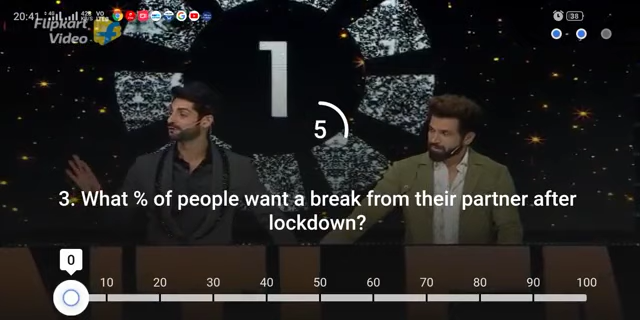 20:41
38
Flipkart
Video
1
5
3. What % of people want a break from their partner after
lockdown?
0
10 20 30 40 50 60 70 80 90 100